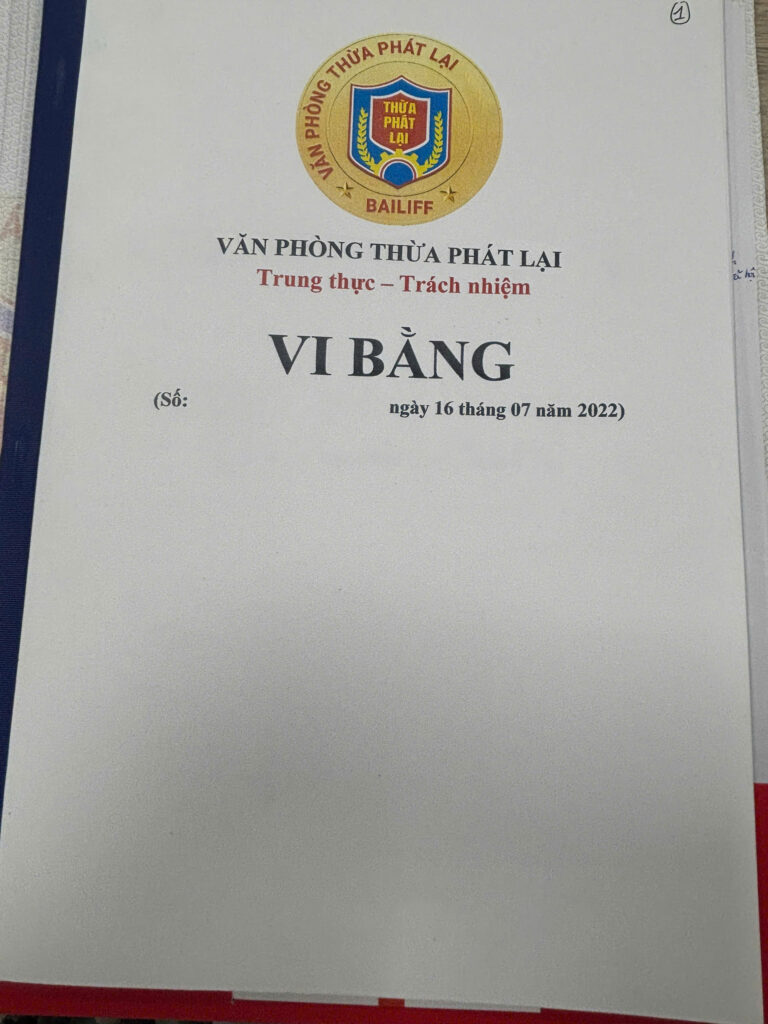 ①
VĂN PHÒNG THỪA PHÁT LẠI
THỪA
PHÁT
LẠI
BAILIFF
VĂN PHÒNG THỪA PHÁT LẠI
Trung thực – Trách nhiệm
VI BẰNG
(Số: ngày 16 tháng 07 năm 2022)